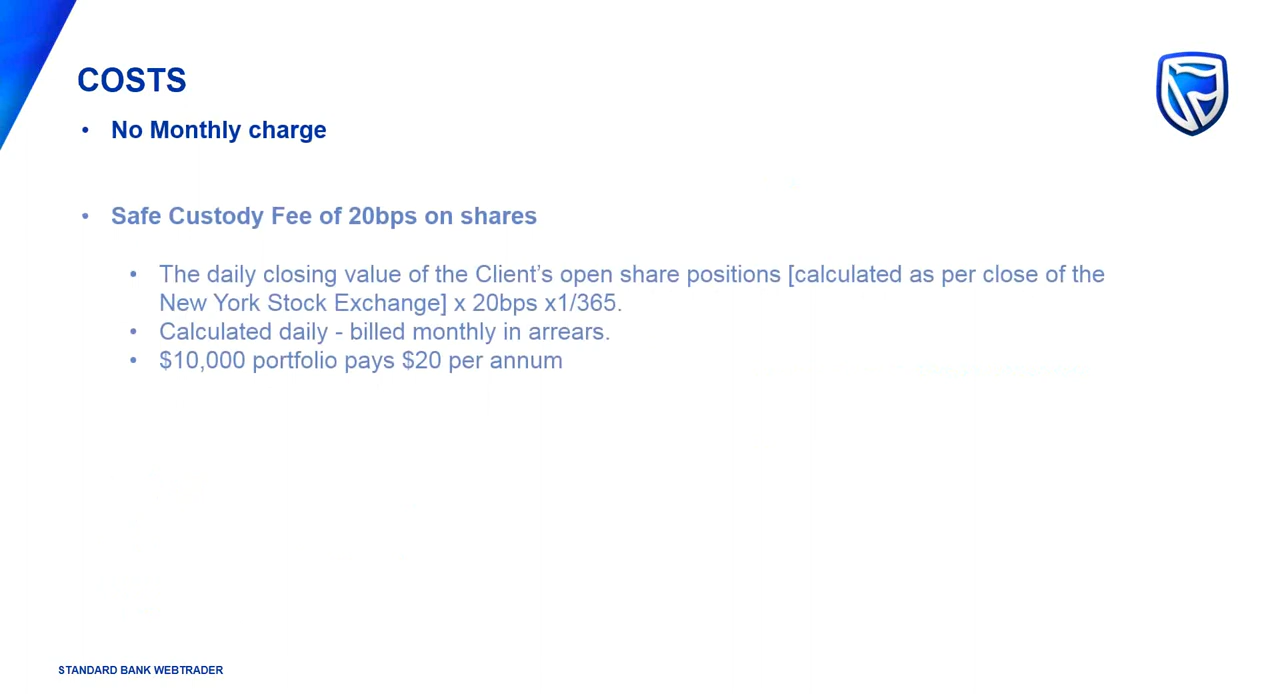 COSTS
• No Monthly charge
• Safe Custody Fee of 20bps on shares
• The daily closing value of the Client’s open share positions [calculated as per close of the
New York Stock Exchange] x 20bps x1/365.
• Calculated daily - billed monthly in arrears.
• $10,000 portfolio pays $20 per annum
STANDARD BANK WEBTRADER